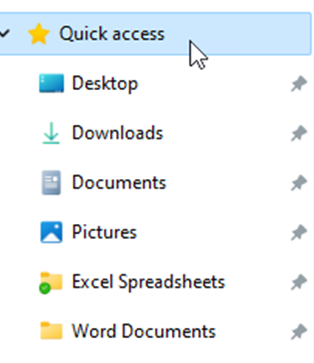 Quick access
Desktop
Downloads
Documents
Pictures
Excel Spreadsheets
Word Documents